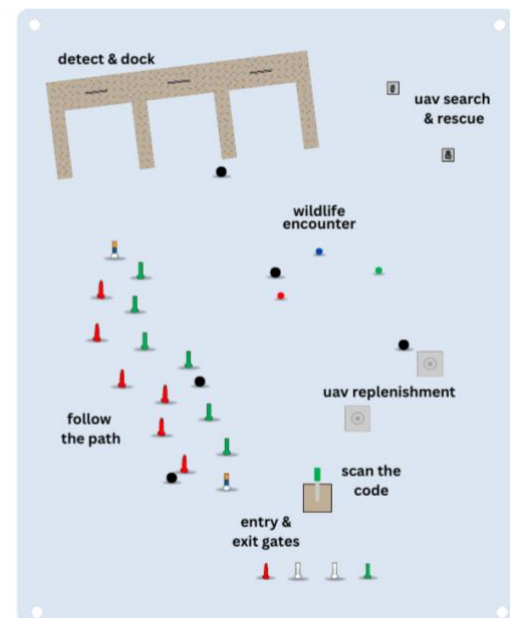 detect & dock
uav search
& rescue
wildlife
encounter
uav replenishment
follow
the path
scan the
code
entry &
exit gates